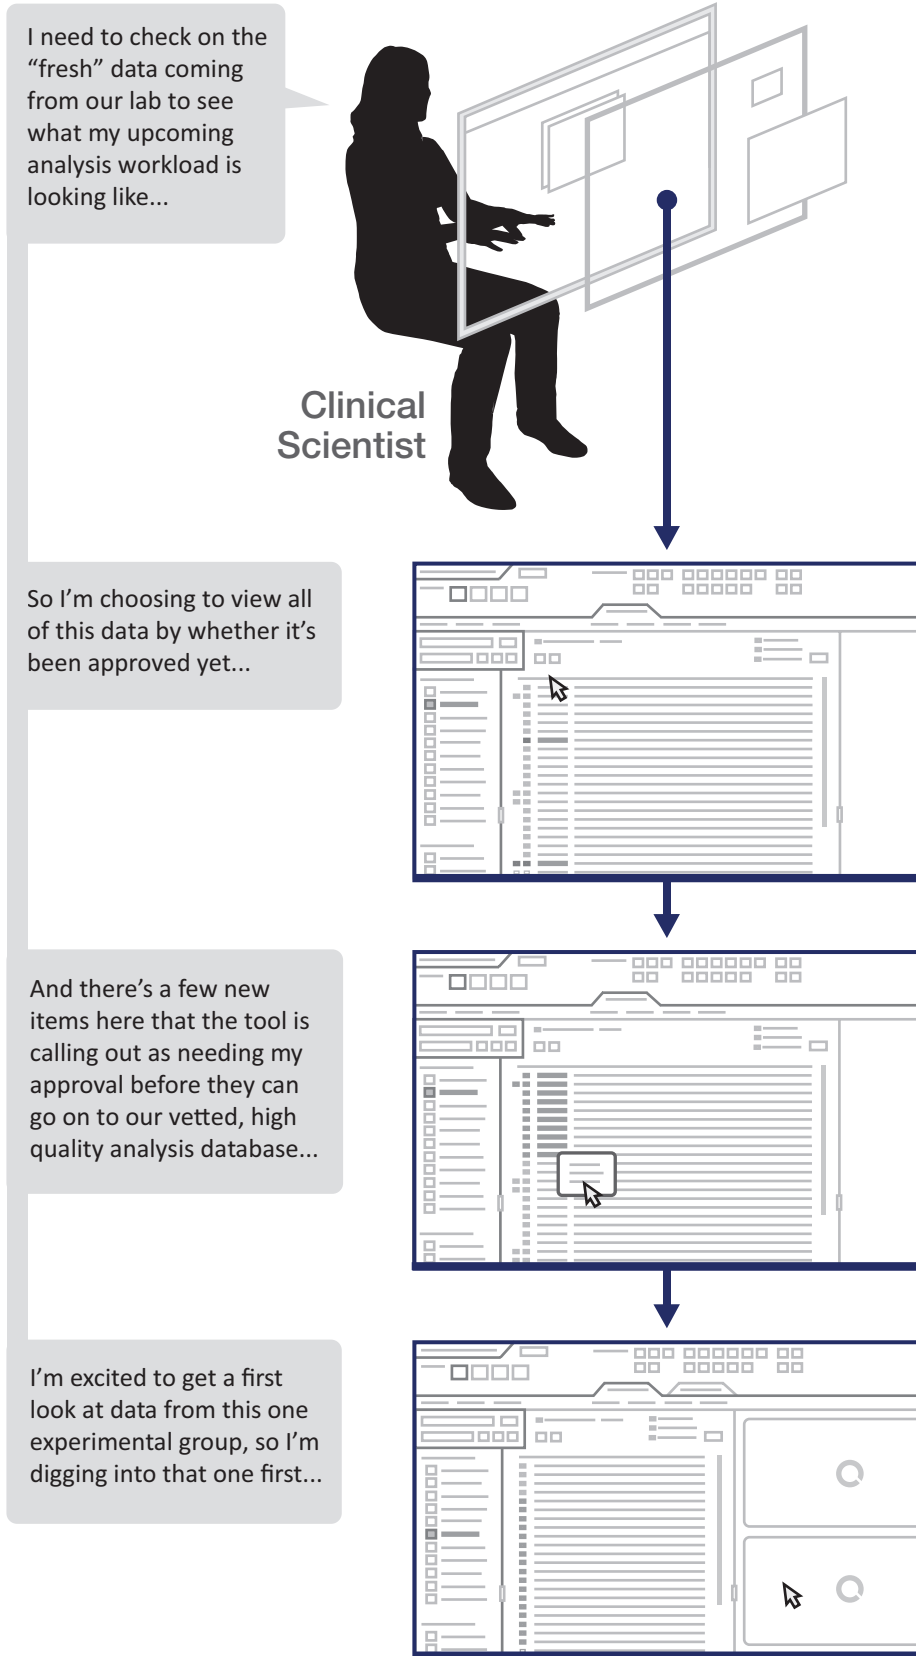 I need to check on the
“fresh” data coming
from our lab to see
what my upcoming
analysis workload is
looking like...
Clinical
Scientist
So I’m choosing to view all
of this data by whether it’s
been approved yet...
And there’s a few new
items here that the tool is
calling out as needing my
approval before they can
go on to our vetted, high
quality analysis database...
I’m excited to get a first
look at data from this one
experimental group, so I’m
digging into that one first...